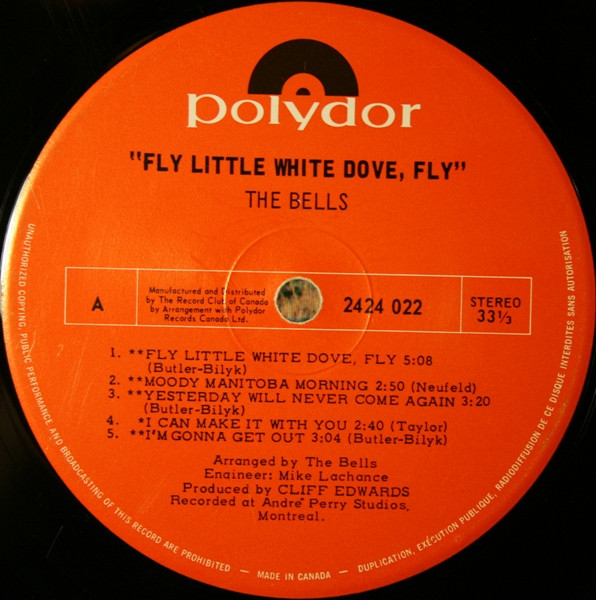 polydor
"FLY LITTLE WHITE DOVE, FLY"
THE BELLS
A
Manufactured and Distributed
by The Record Club of Canada
by Arrangement with Polydor
Records Canada Ltd.
2424 022
STEREO
33⅓
1. **FLY LITTLE WHITE DOVE, FLY 5:08
(Butler-Bilyk)
2. **MOODY MANITOBA MORNING 2:50 (Neufeld)
3. **YESTERDAY WILL NEVER COME AGAIN 3:20
(Butler-Bilyk)
4. *I CAN MAKE IT WITH YOU 2:40 (Taylor)
5. **I'M GONNA GET OUT 3:04 (Butler-Bilyk)
Arranged by The Bells
Enaineer: Mike Lachance
Produced by CLIFF EDWARDS
Recorded at Andre' Perry Studios,
Montreal.
UNAUTHORIZED COPYING, PUBLIC PERFORMANCE AND BROADCASTING OF THIS RECORD ARE PROHIBITED — MADE IN CANADA — DUPLICATION, EXÉCUTION PUBLIQUE, RADIODIFFUSION DE CE DISQUE INTERDITES SANS AUTORISATION